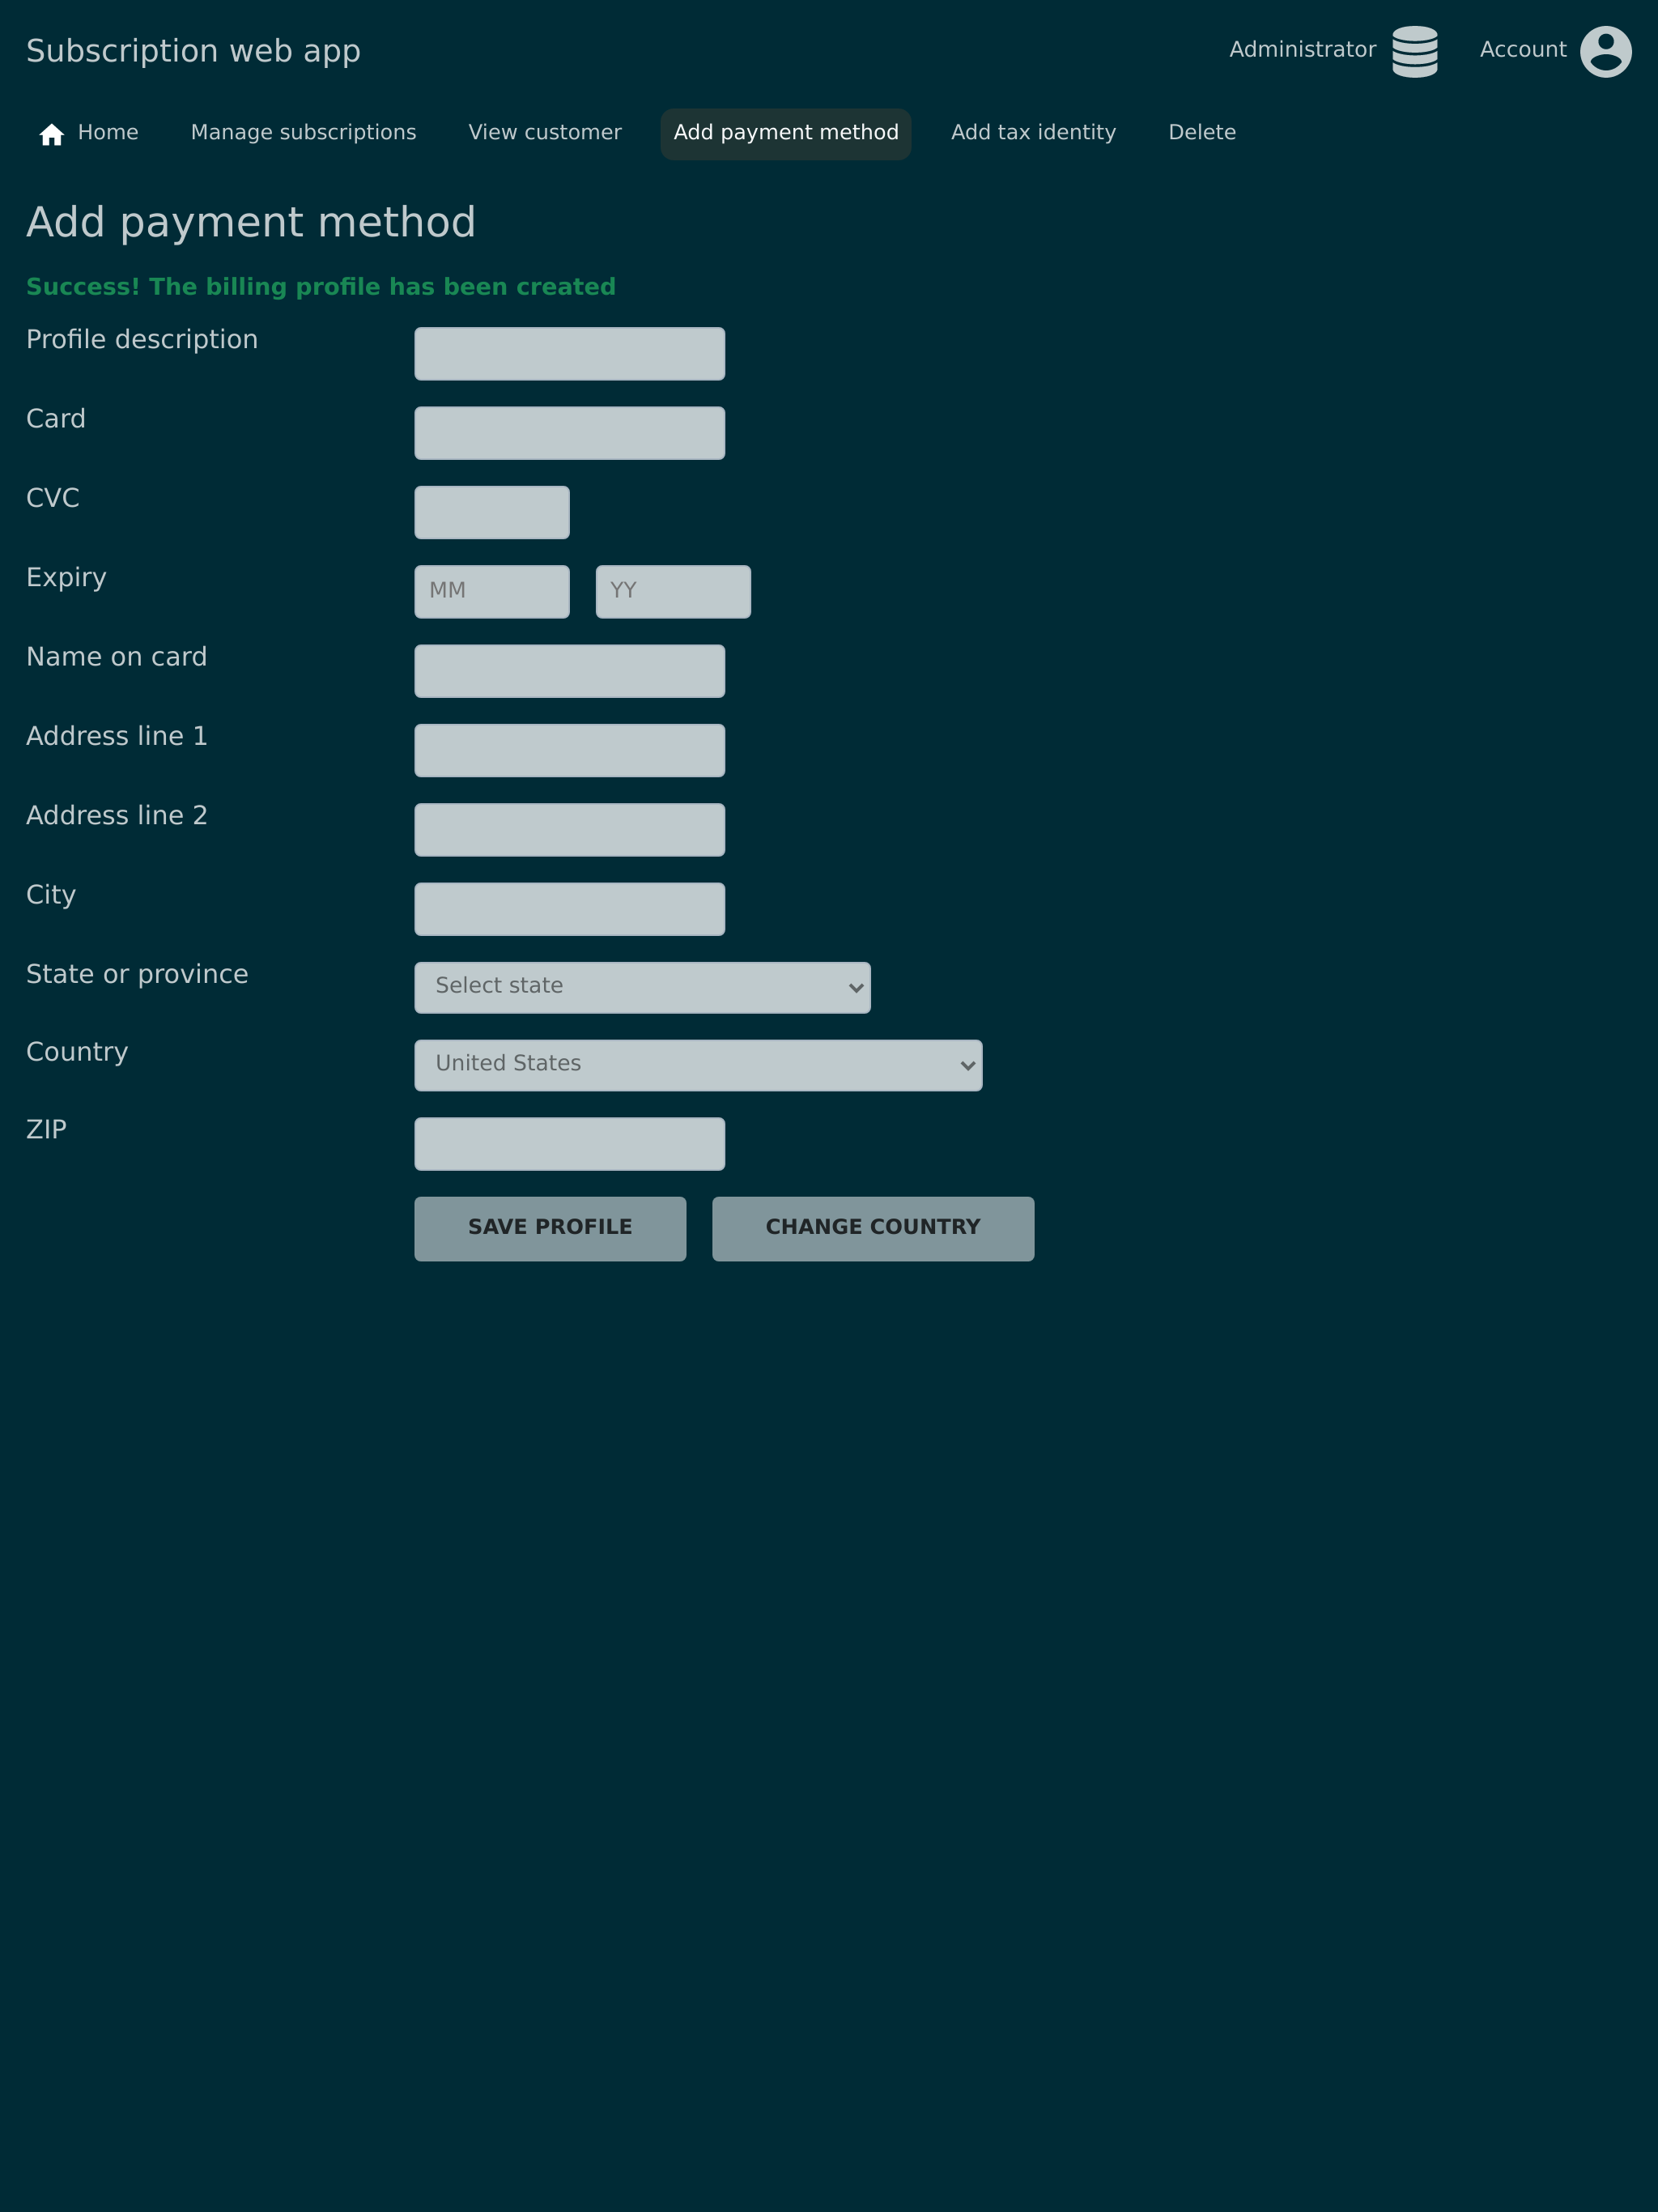 Subscription web app Administrator Account
Home Manage subscriptions View customer Add payment method Add tax identity Delete
Add payment method
Success! The billing profile has been created
Profile description
Card
CVC
Expiry MM YY
Name on card
Address line 1
Address line 2
City
State or province Select state
Country United States
ZIP
SAVE PROFILE CHANGE COUNTRY